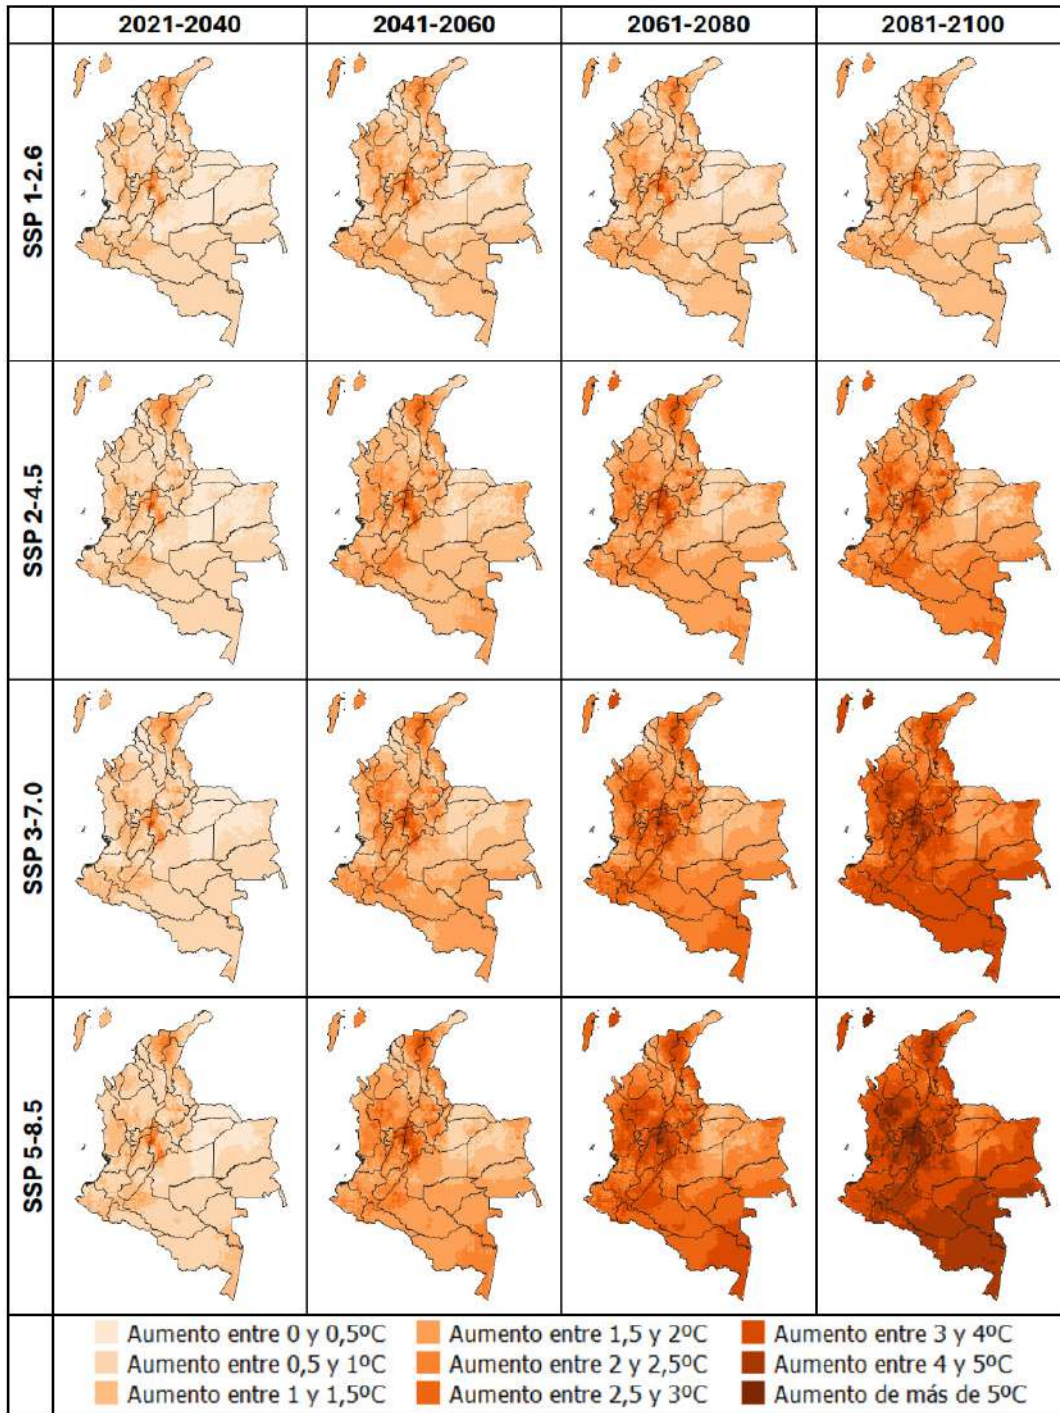 2021-2040 2041-2060 2061-2080 2081-2100
SSP 1-2.6
SSP 2-4.5
SSP 3-7.0
SSP 5-8.5
Aumento entre 0 y 0,5ºC Aumento entre 1,5 y 2ºC Aumento entre 3 y 4ºC
Aumento entre 0,5 y 1ºC Aumento entre 2 y 2,5ºC Aumento entre 4 y 5ºC
Aumento entre 1 y 1,5ºC Aumento entre 2,5 y 3ºC Aumento de más de 5ºC